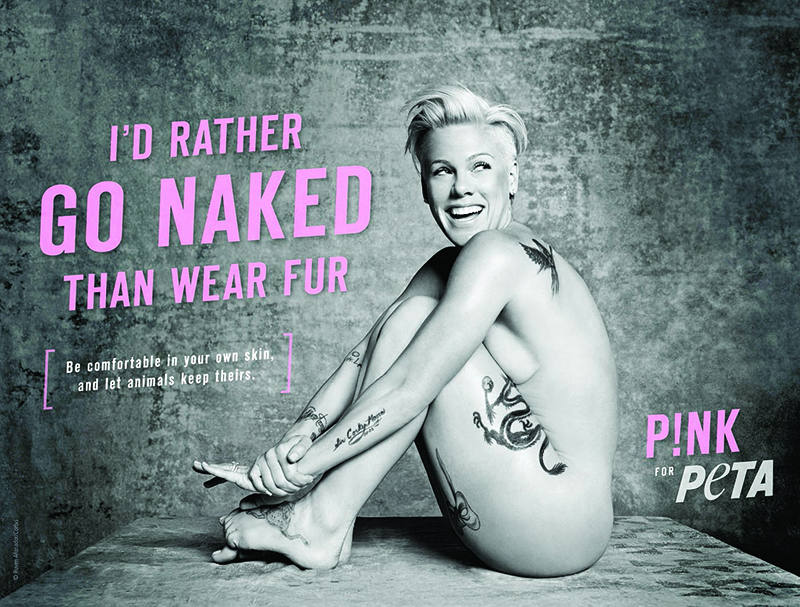 I'D RATHER
GO NAKED
THAN WEAR FUR
[ Be comfortable in your own skin,
and let animals keep theirs. ]
P!NK
FOR PETA